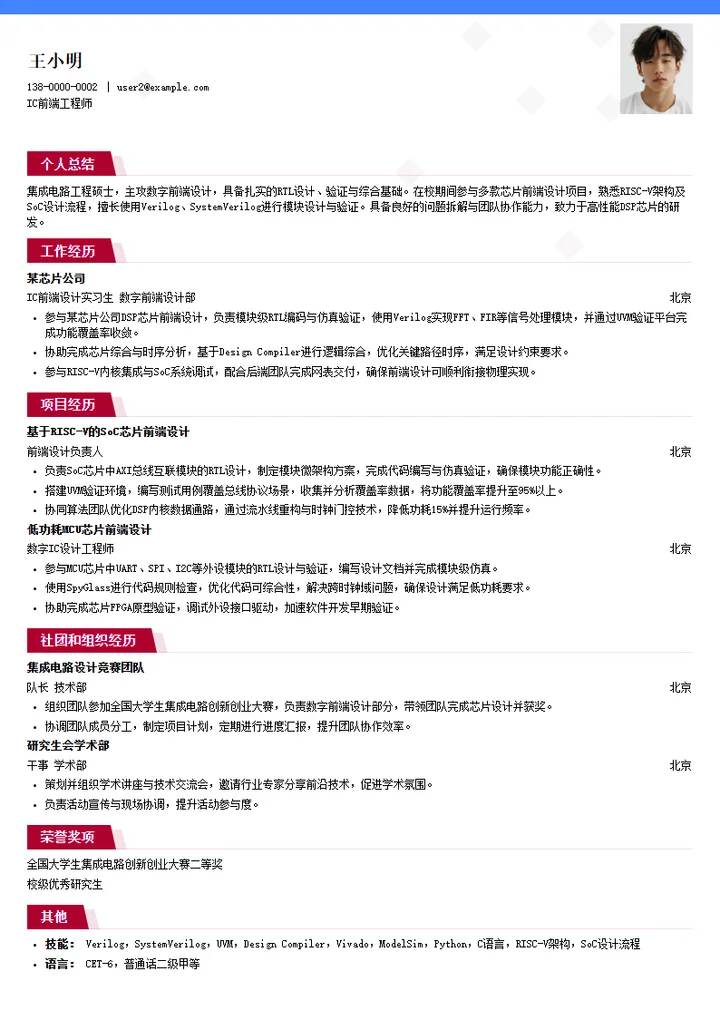 王小明
138-0000-0002 | user2@example.com
IC前端工程师
个人总结
集成电路工程硕士，主攻数字前端设计，具备扎实的RTL设计、验证与综合基础。在校期间参与多款芯片前端设计项目，熟悉RISC-V架构及
SoC设计流程，擅长使用Verilog、SystemVerilog进行模块设计与验证。具备良好的问题拆解与团队协作能力，致力于高性能DSP芯片的研
发。
工作经历
某芯片公司
IC前端设计实习生 数字前端设计部 北京
• 参与某芯片公司DSP芯片前端设计，负责模块级RTL编码与仿真验证，使用Verilog实现FFT、FIR等信号处理模块，并通过UVM验证平台完
成功能覆盖率收敛。
• 协助完成芯片综合与时序分析，基于Design Compiler进行逻辑综合，优化关键路径时序，满足设计约束要求。
• 参与RISC-V内核集成与SoC系统调试，配合后端团队完成网表交付，确保前端设计可顺利衔接物理实现。
项目经历
基于RISC-V的SoC芯片前端设计
前端设计负责人 北京
• 负责SoC芯片中AXI总线互联模块的RTL设计，制定模块微架构方案，完成代码编写与仿真验证，确保模块功能正确性。
• 搭建UVM验证环境，编写测试用例覆盖总线协议场景，收集并分析覆盖率数据，将功能覆盖率提升至95%以上。
• 协同算法团队优化DSP内核数据通路，通过流水线重构与时钟门控技术，降低功耗15%并提升运行频率。
低功耗MCU芯片前端设计
数字IC设计工程师 北京
• 参与MCU芯片中UART、SPI、I2C等外设模块的RTL设计与验证，编写设计文档并完成模块级仿真。
• 使用SpyGlass进行代码规则检查，优化代码可综合性，解决跨时钟域问题，确保设计满足低功耗要求。
• 协助完成芯片FPGA原型验证，调试外设接口驱动，加速软件开发早期验证。
社团和组织经历
集成电路设计竞赛团队
队长 技术部 北京
• 组织团队参加全国大学生集成电路创新创业大赛，负责数字前端设计部分，带领团队完成芯片设计并获奖。
• 协调团队成员分工，制定项目计划，定期进行进度汇报，提升团队协作效率。
研究生会学术部
干事 学术部 北京
• 策划并组织学术讲座与技术交流会，邀请行业专家分享前沿技术，促进学术氛围。
• 负责活动宣传与现场协调，提升活动参与度。
荣誉奖项
全国大学生集成电路创新创业大赛二等奖
校级优秀研究生
其他
• 技能： Verilog，SystemVerilog，UVM，Design Compiler，Vivado，ModelSim，Python，C语言，RISC-V架构，SoC设计流程
• 语言： CET-6，普通话二级甲等